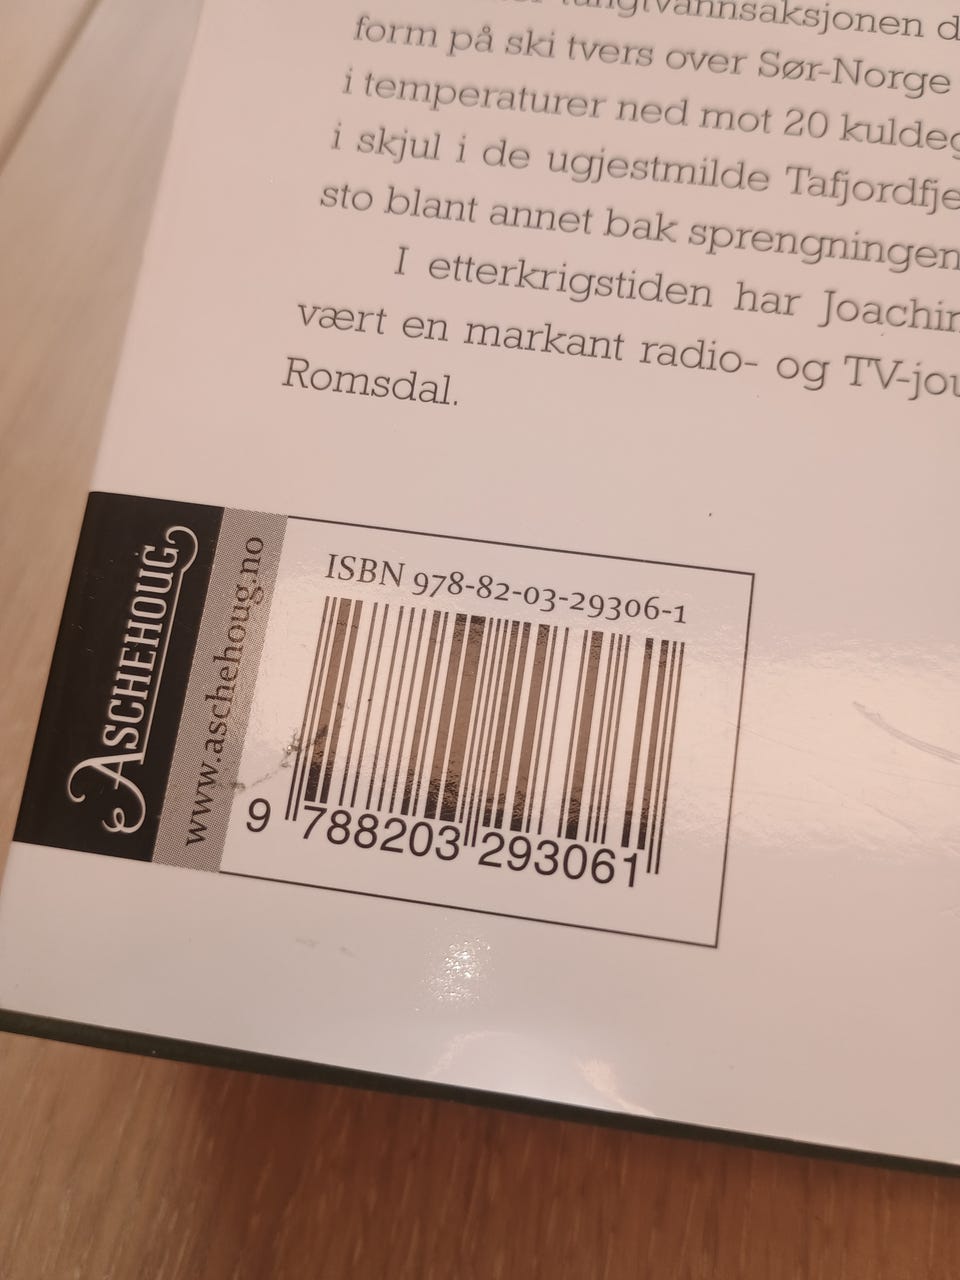 tungtvannsaksjonen
form på ski tvers over Sør-Norge
i temperaturer ned mot 20
i skjul i de ugjestmilde
sto blant annet bak sprengningen
I etterkrigstiden har
vært en markant radio- og
Romsdal.
ASCHEHOUG
www.aschehoug.no
ISBN 978-82-03-29306-1
9 788203 293061